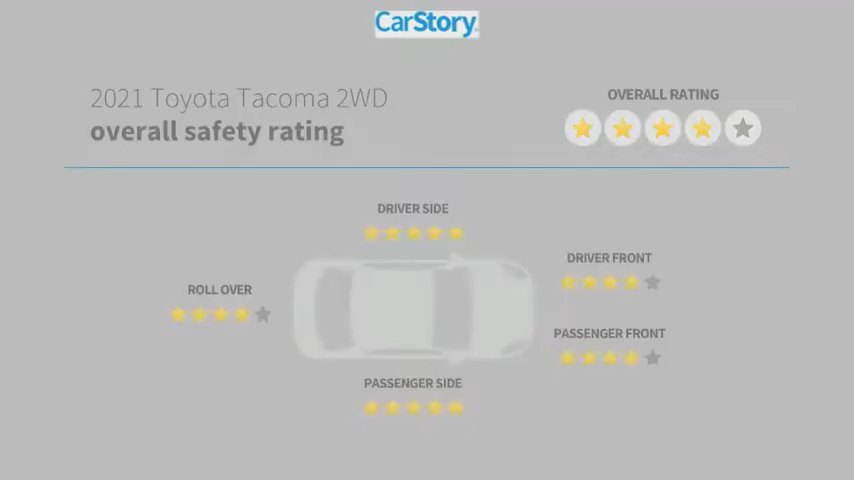 CarStory
2021 Toyota Tacoma 2WD
overall safety rating
OVERALL RATING
DRIVER SIDE
DRIVER FRONT
ROLL OVER
PASSENGER FRONT
PASSENGER SIDE